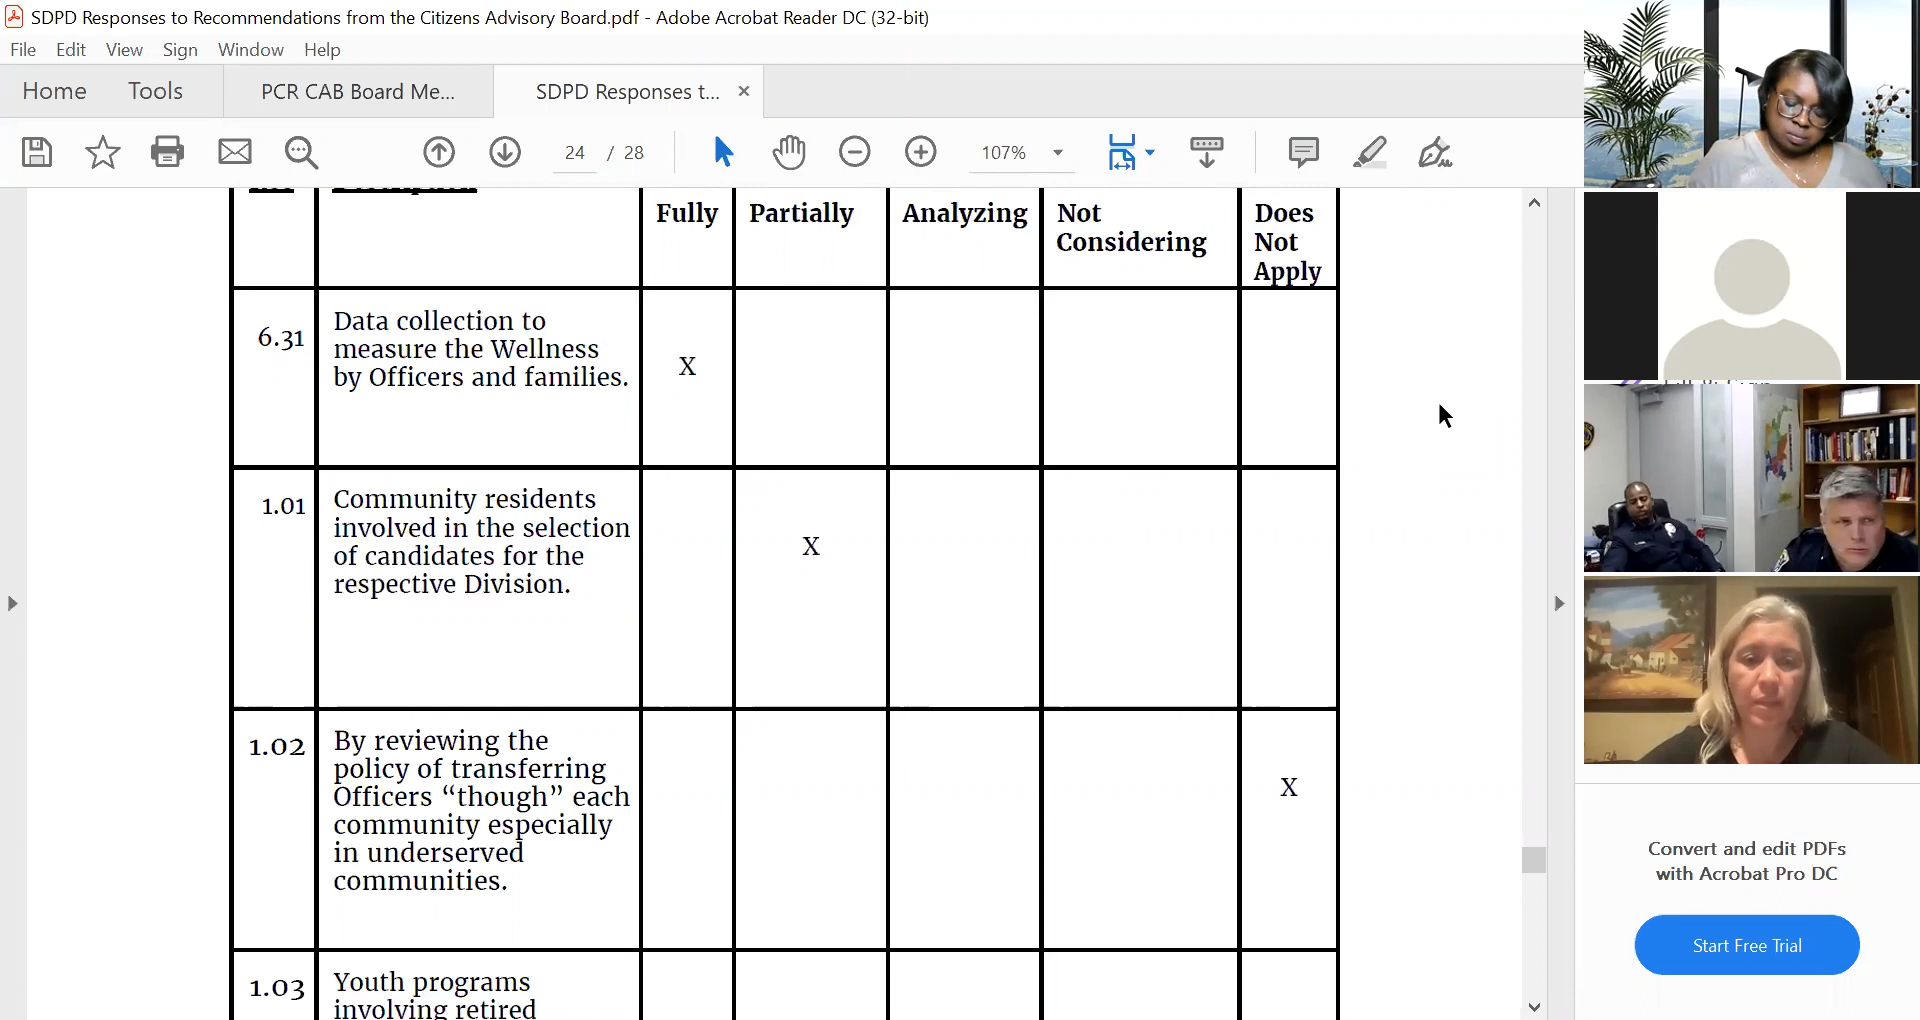 SDPD Responses to Recommendations from the Citizens Advisory Board.pdf - Adobe Acrobat Reader DC (32-bit)
File Edit View Sign Window Help
Home Tools PCR CAB Board Me... SDPD Responses t... ×
24 / 28 107%
Fully Partially Analyzing Not Considering Does Not Apply
6.31
Data collection to
measure the Wellness
by Officers and families.
X
1.01
Community residents
involved in the selection
of candidates for the
respective Division.
X
1.02
By reviewing the
policy of transferring
Officers “though” each
community especially
in underserved
communities.
X
1.03
Youth programs
involving retired
Convert and edit PDFs
with Acrobat Pro DC
Start Free Trial